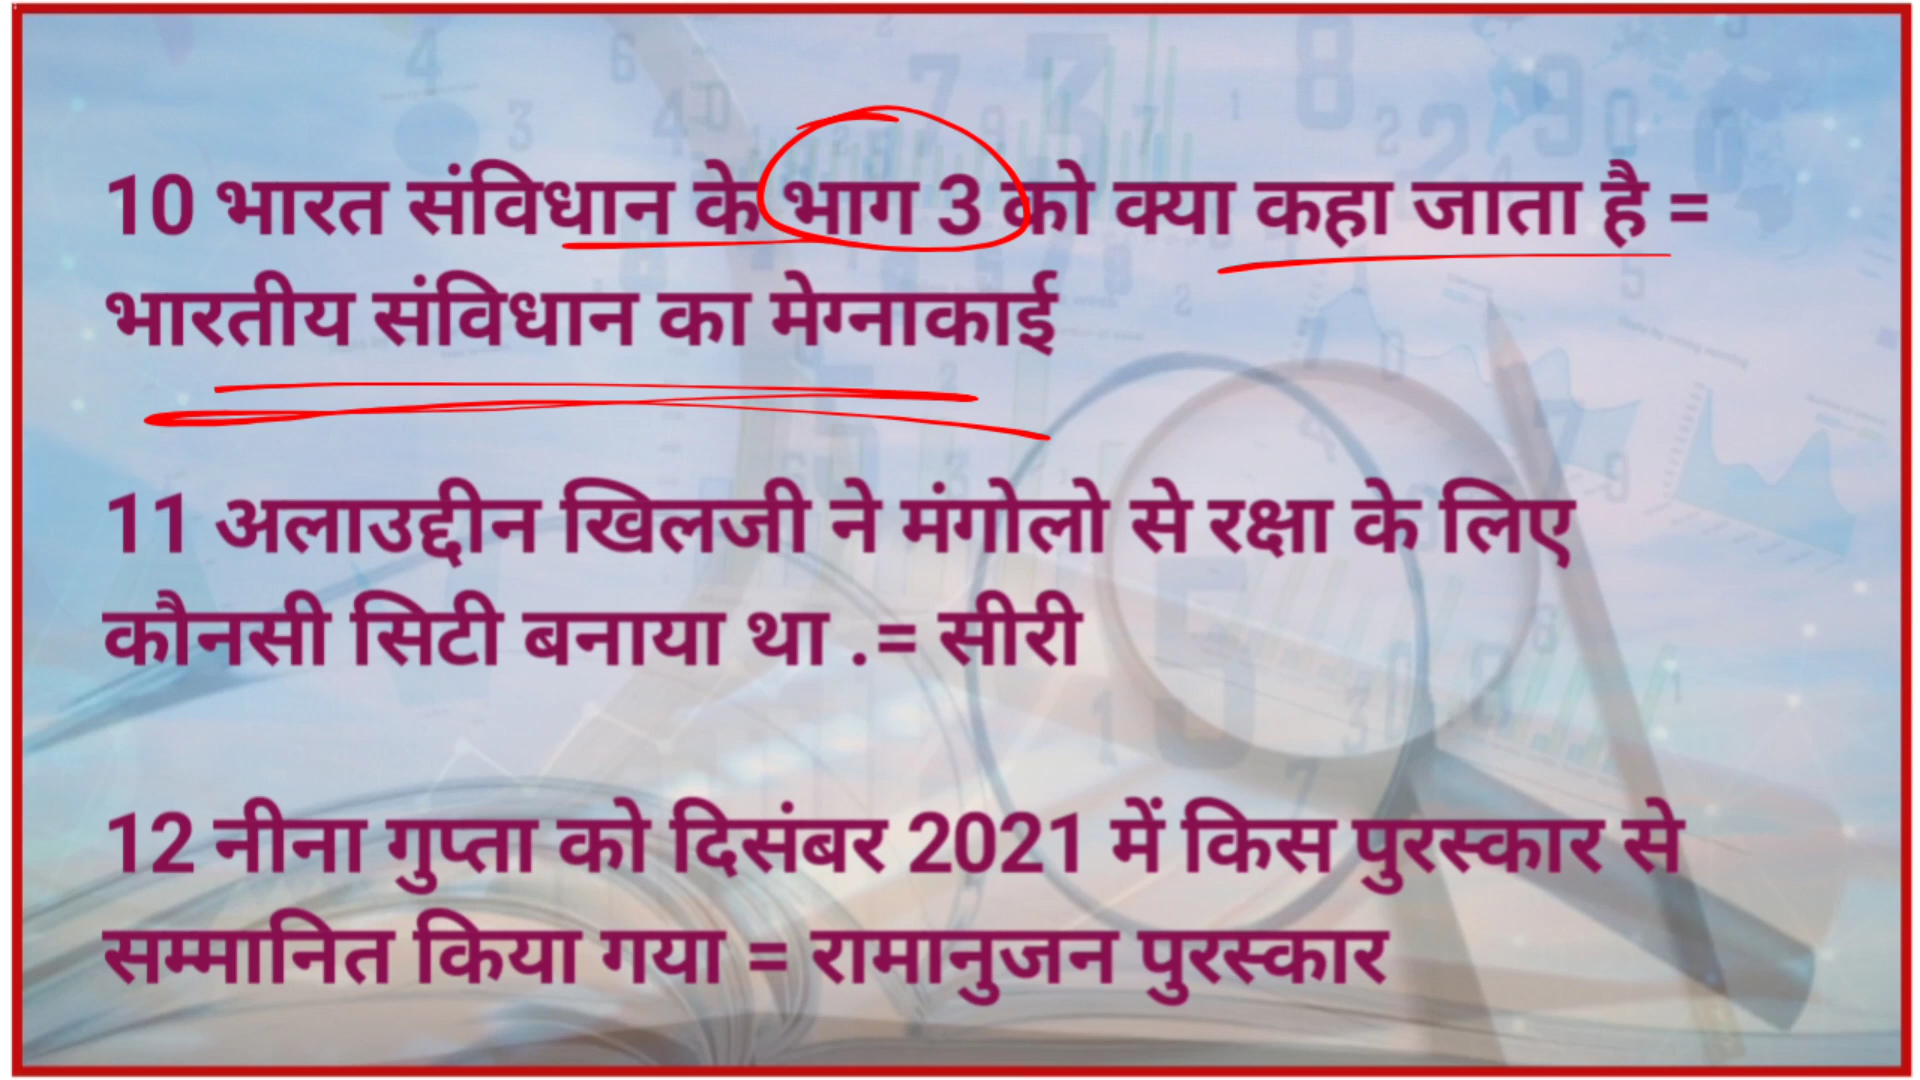 10 भारत संविधान के भाग 3 को क्या कहा जाता है =
भारतीय संविधान का मेग्नाकाई
11 अलाउद्दीन खिलजी ने मंगोलो से रक्षा के लिए
कौनसी सिटी बनाया था .= सीरी
12 नीना गुप्ता को दिसंबर 2021 में किस पुरस्कार से
सम्मानित किया गया = रामानुजन पुरस्कार